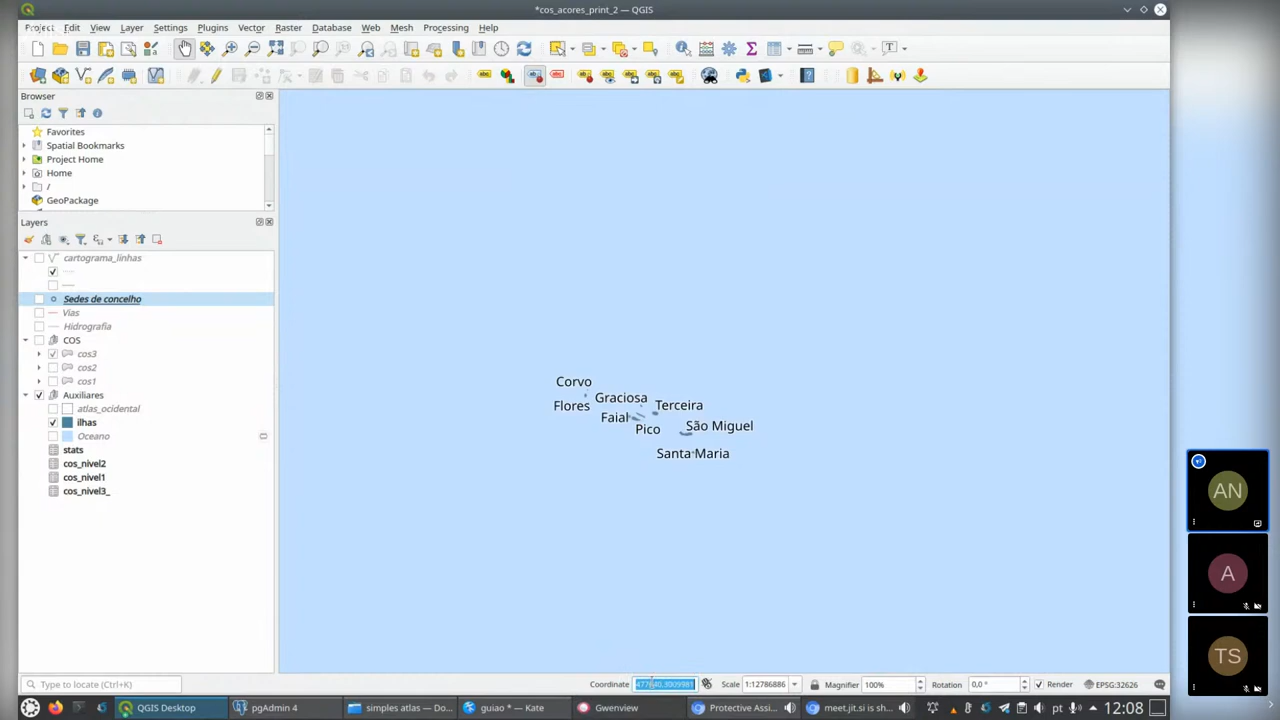 *cos_acores_print_2 — QGIS
Project Edit View Layer Settings Plugins Vector Raster Database Web Mesh Processing Help
Browser
Favorites
Spatial Bookmarks
Project Home
Home
/
GeoPackage
Layers
cartograma_linhas
Sedes de concelho
Vias
Hidrografia
COS
cos3
cos2
cos1
Auxiliares
atlas_ocidental
ilhas
Oceano
stats
cos_nivel2
cos_nivel1
cos_nivel3_
Corvo
Graciosa
Flores
Terceira
Faial
Pico
São Miguel
Santa Maria
AN
A
TS
Type to locate (Ctrl+K)
Coordinate
Scale 1:12786886
Magnifier 100%
Rotation 0,0 °
Render
EPSG:32626
QGIS Desktop
pgAdmin 4
simples atlas — Do...
guiao * — Kate
Gwenview
Protective Assi...
meet.jit.si is sh...
pt
12:08